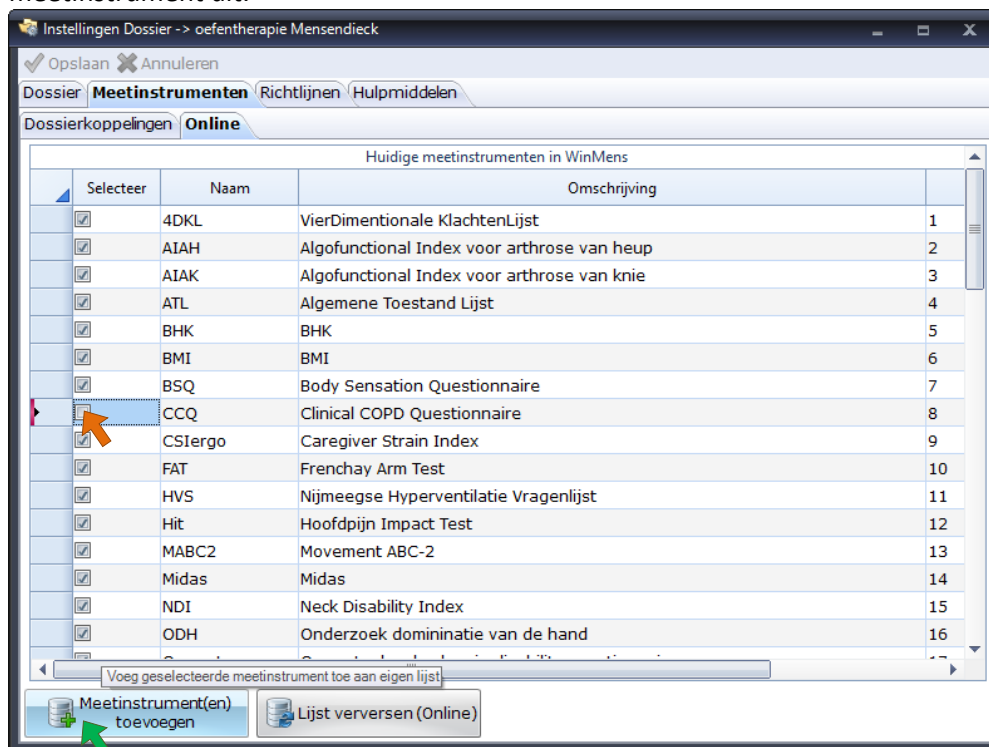 Instellingen Dossier -> oefentherapie Mensendieck
Opslaan Annuleren
Dossier Meetinstrumenten Richtlijnen Hulpmiddelen
Dossierkoppelingen Online
Huidige meetinstrumenten in WinMens
Selecteer Naam Omschrijving
4DKL VierDimentionale KlachtenLijst 1
AIAH Algofunctional Index voor arthrose van heup 2
AIAK Algofunctional Index voor arthrose van knie 3
ATL Algemene Toestand Lijst 4
BHK BHK 5
BMI BMI 6
BSQ Body Sensation Questionnaire 7
CCQ Clinical COPD Questionnaire 8
CSIergo Caregiver Strain Index 9
FAT Frenchay Arm Test 10
HVS Nijmeegse Hyperventilatie Vragenlijst 11
Hit Hoofdpijn Impact Test 12
MABC2 Movement ABC-2 13
Midas Midas 14
NDI Neck Disability Index 15
ODH Onderzoek domininatie van de hand 16
Voeg geselecteerde meetinstrument toe aan eigen lijst
Meetinstrument(en)
toevoegen
Lijst verversen (Online)